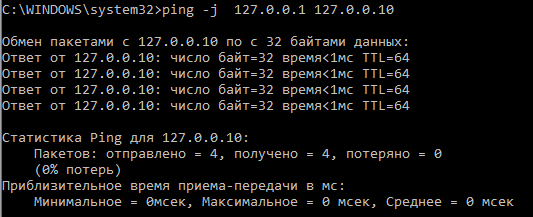 C:\WINDOWS\system32>ping -j  127.0.0.1 127.0.0.10
Обмен пакетами с 127.0.0.10 по с 32 байтами данных:
Ответ от 127.0.0.10: число байт=32 время<1мс TTL=64
Ответ от 127.0.0.10: число байт=32 время<1мс TTL=64
Ответ от 127.0.0.10: число байт=32 время<1мс TTL=64
Ответ от 127.0.0.10: число байт=32 время<1мс TTL=64
Статистика Ping для 127.0.0.10:
    Пакетов: отправлено = 4, получено = 4, потеряно = 0
    (0% потерь)
Приблизительное время приема-передачи в мс:
    Минимальное = 0мсек, Максимальное = 0 мсек, Среднее = 0 мсек